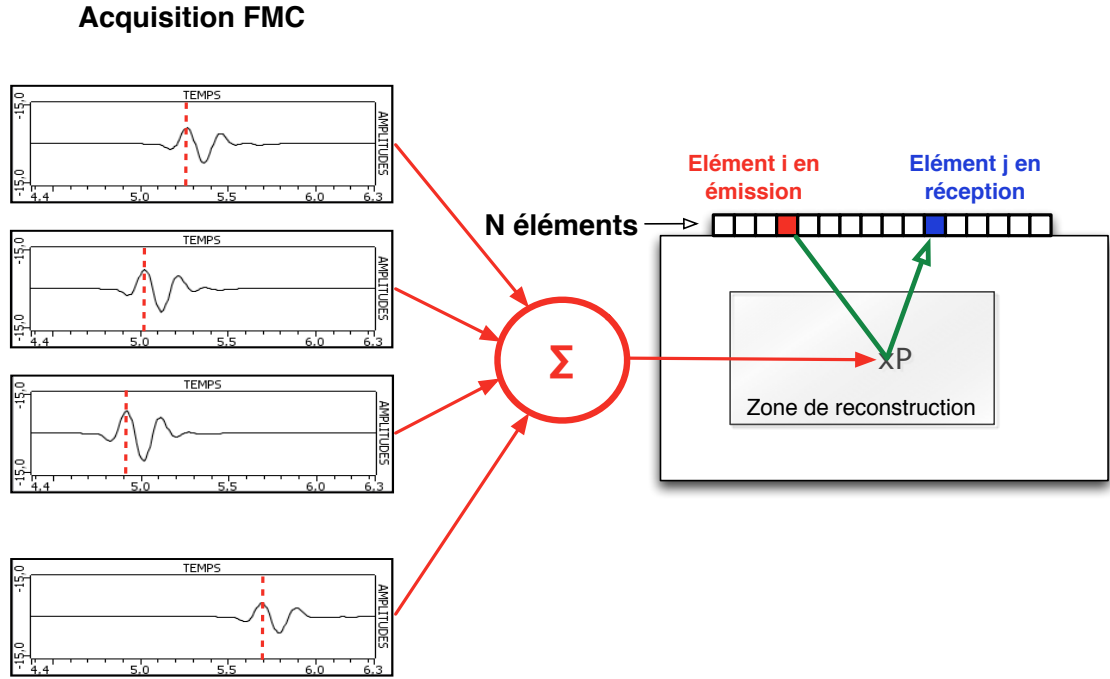 Acquisition FMC
TEMPS
-15,0
AMPLITUDES
-15,0
4.4 5.0 5.5 6.0 6.3
TEMPS
-15,0
AMPLITUDES
-15,0
4.4 5.0 5.5 6.0 6.3
TEMPS
-15,0
AMPLITUDES
-15,0
4.4 5.0 5.5 6.0 6.3
TEMPS
-15,0
AMPLITUDES
-15,0
4.4 5.0 5.5 6.0 6.3
Σ
Elément i en
émission
Elément j en
réception
N éléments
xP
Zone de reconstruction